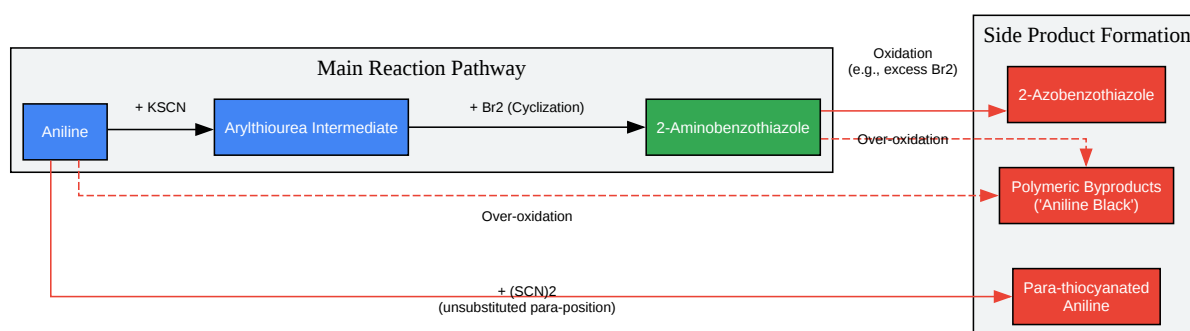 Side Product Formation
Main Reaction Pathway
Oxidation
(e.g., excess Br2)
2-Azobenzothiazole
+ KSCN
+ Br2 (Cyclization)
Aniline
Arylthiourea Intermediate
2-Aminobenzothiazole
Over-oxidation
Polymeric Byproducts
('Aniline Black')
Over-oxidation
+ (SCN)2
(unsubstituted para-position)
Para-thiocyanated
Aniline